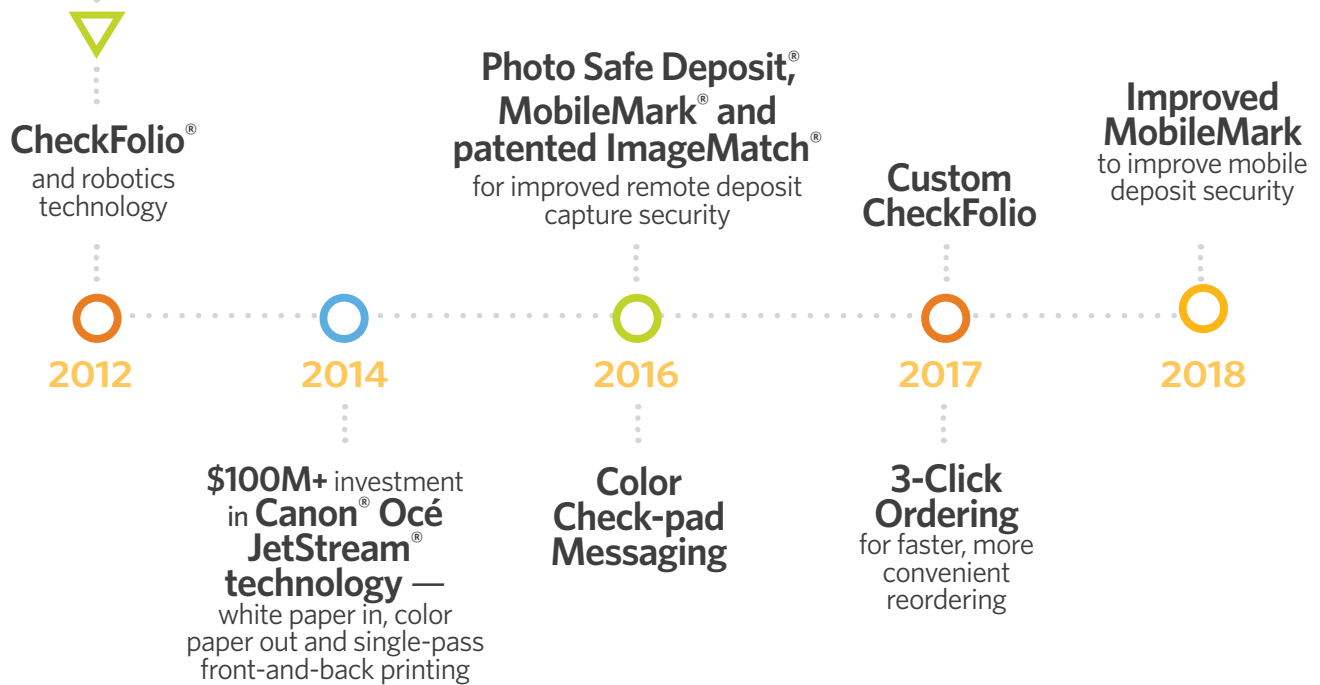 CheckFolio®
and robotics
technology
Photo Safe Deposit,®
MobileMark® and
patented ImageMatch®
for improved remote deposit
capture security
Custom
CheckFolio
Improved
MobileMark
to improve mobile
deposit security
2012
2014
2016
2017
2018
$100M+ investment
in Canon® Océ
JetStream®
technology —
white paper in, color
paper out and single-pass
front-and-back printing
Color
Check-pad
Messaging
3-Click
Ordering
for faster, more
convenient
reordering